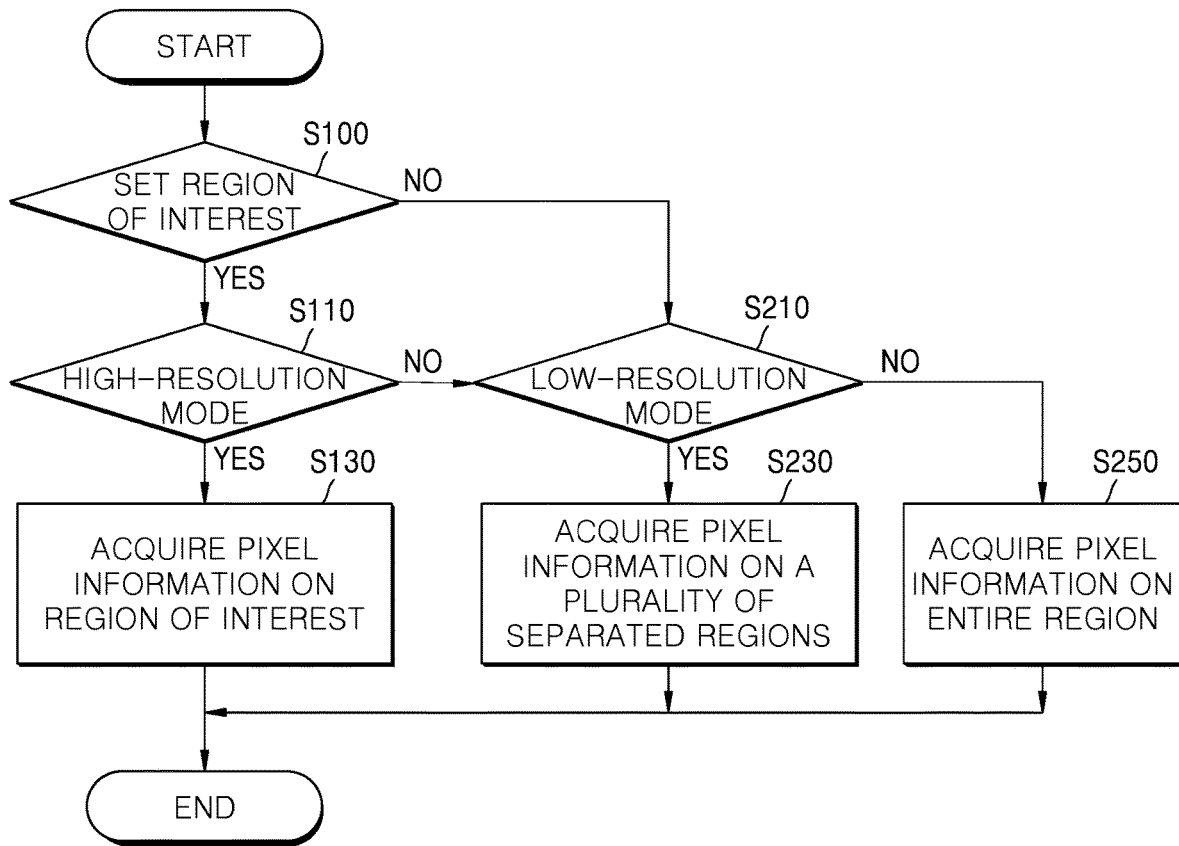 START
S100
SET REGION
OF INTEREST
NO
YES
S110
HIGH-RESOLUTION
MODE
NO
YES
S210
LOW-RESOLUTION
MODE
NO
YES
S130
ACQUIRE PIXEL
INFORMATION ON
REGION OF INTEREST
S230
ACQUIRE PIXEL
INFORMATION ON A
PLURALITY OF
SEPARATED REGIONS
S250
ACQUIRE PIXEL
INFORMATION ON
ENTIRE REGION
END